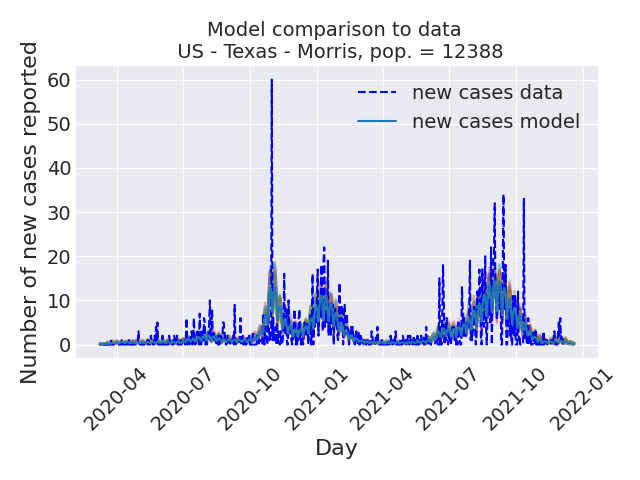 Model comparison to data
US - Texas - Morris, pop. = 12388
Number of new cases reported
60
50
40
30
20
10
0
new cases data
new cases model
2020-04
2020-07
2020-10
2021-01
2021-04
2021-07
2021-10
2022-01
Day